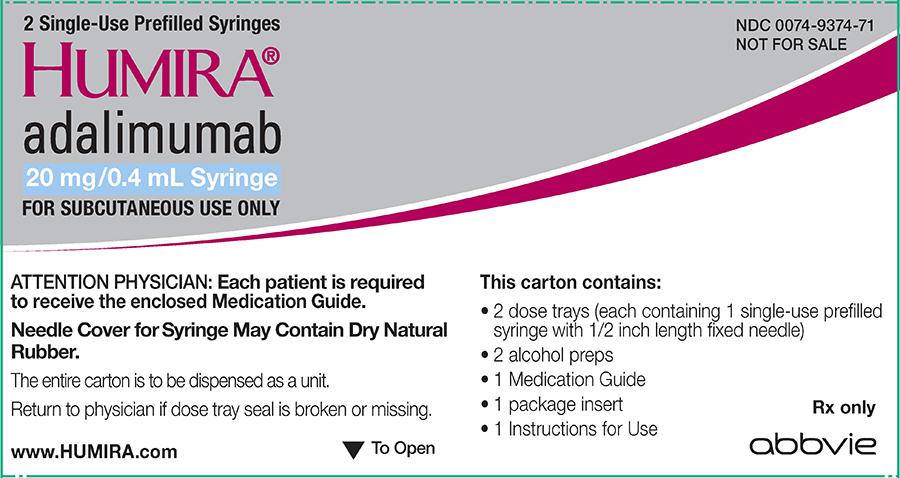 2 Single-Use Prefilled Syringes
NDC 0074-9374-71
NOT FOR SALE
HUMIRA®
adalimumab
20 mg/0.4 mL Syringe
FOR SUBCUTANEOUS USE ONLY
ATTENTION PHYSICIAN: Each patient is required
to receive the enclosed Medication Guide.
Needle Cover for Syringe May Contain Dry Natural
Rubber.
The entire carton is to be dispensed as a unit.
Return to physician if dose tray seal is broken or missing.
www.HUMIRA.com
▼ To Open
This carton contains:
• 2 dose trays (each containing 1 single-use prefilled
syringe with 1/2 inch length fixed needle)
• 2 alcohol preps
• 1 Medication Guide
• 1 package insert
• 1 Instructions for Use
Rx only
abbvie